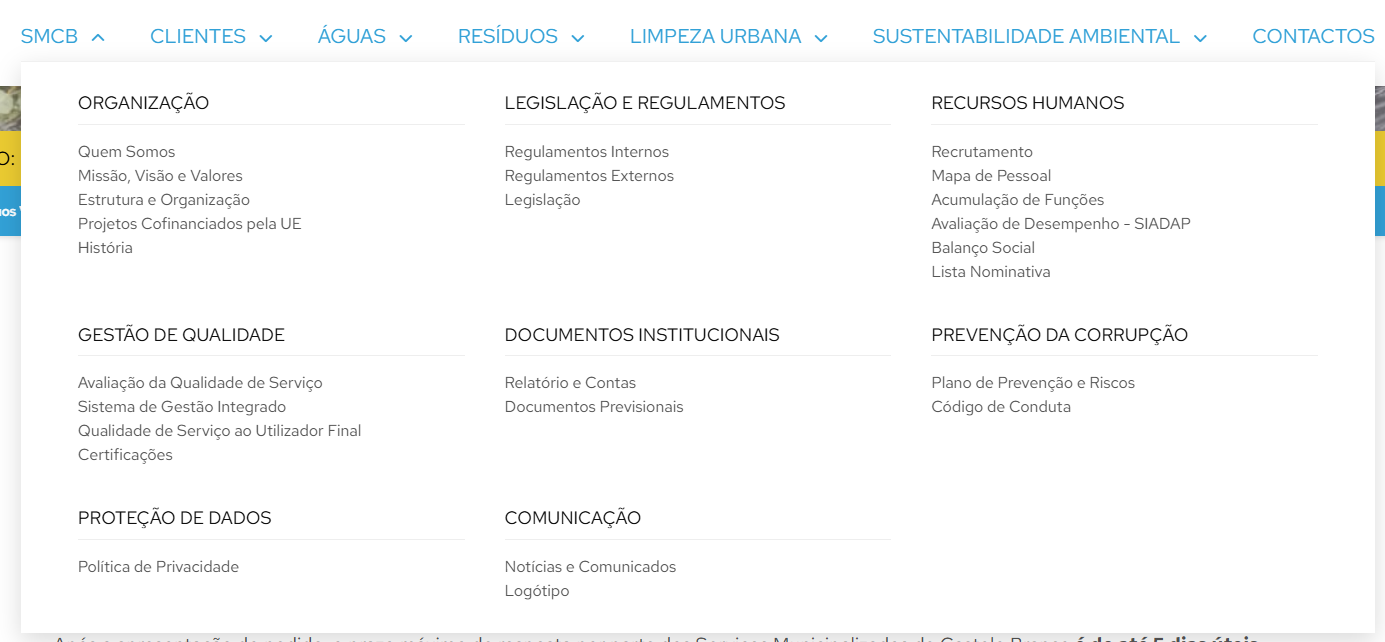 SMCB CLIENTES ÁGUAS RESÍDUOS LIMPEZA URBANA SUSTENTABILIDADE AMBIENTAL CONTACTOS
ORGANIZAÇÃO
Quem Somos
Missão, Visão e Valores
Estrutura e Organização
Projetos Cofinanciados pela UE
História
LEGISLAÇÃO E REGULAMENTOS
Regulamentos Internos
Regulamentos Externos
Legislação
RECURSOS HUMANOS
Recrutamento
Mapa de Pessoal
Acumulação de Funções
Avaliação de Desempenho - SIADAP
Balanço Social
Lista Nominativa
GESTÃO DE QUALIDADE
Avaliação da Qualidade de Serviço
Sistema de Gestão Integrado
Qualidade de Serviço ao Utilizador Final
Certificações
DOCUMENTOS INSTITUCIONAIS
Relatório e Contas
Documentos Previsionais
PREVENÇÃO DA CORRUPÇÃO
Plano de Prevenção e Riscos
Código de Conduta
PROTEÇÃO DE DADOS
Política de Privacidade
COMUNICAÇÃO
Notícias e Comunicados
Logótipo